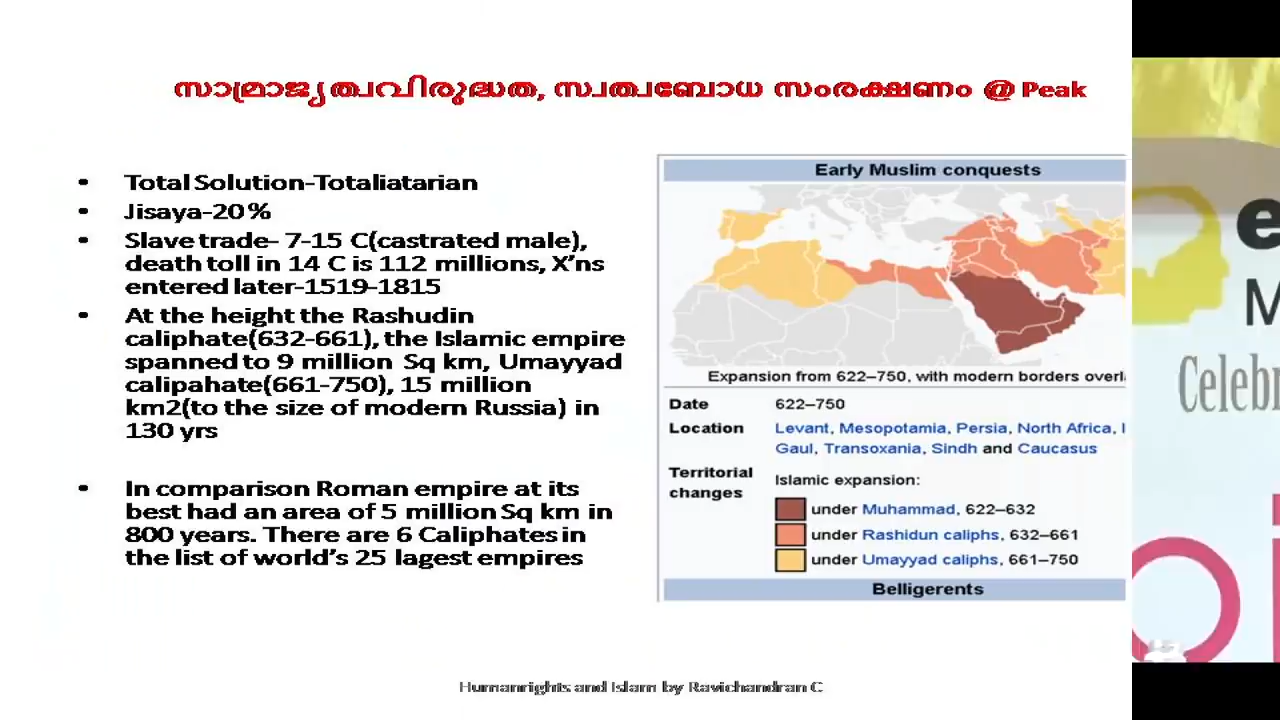 സാമ്രാജ്യത്വവിരുദ്ധത, സ്വത്വബോധ സംരക്ഷണം @ Peak
• Total Solution-Totaliatarian
• Jisaya-20%
• Slave trade- 7-15 C(castrated male),
death toll in 14 C is 112 millions, X'ns
entered later-1519-1815
• At the height the Rashudin
caliphate(632-661), the Islamic empire
spanned to 9 million Sq km, Umayyad
calipahate(661-750), 15 million
km2(to the size of modern Russia) in
130 yrs
• In comparison Roman empire at its
best had an area of 5 million Sq km in
800 years. There are 6 Caliphates in
the list of world's 25 lagest empires
Early Muslim conquests
Expansion from 622–750, with modern borders overl
Date 622–750
Location Levant, Mesopotamia, Persia, North Africa,
Gaul, Transoxania, Sindh and Caucasus
Territorial
changes
Islamic expansion:
under Muhammad, 622–632
under Rashidun caliphs, 632–661
under Umayyad caliphs, 661–750
Belligerents
e
M
Celebr
Humanrights and Islam by Ravichandran C